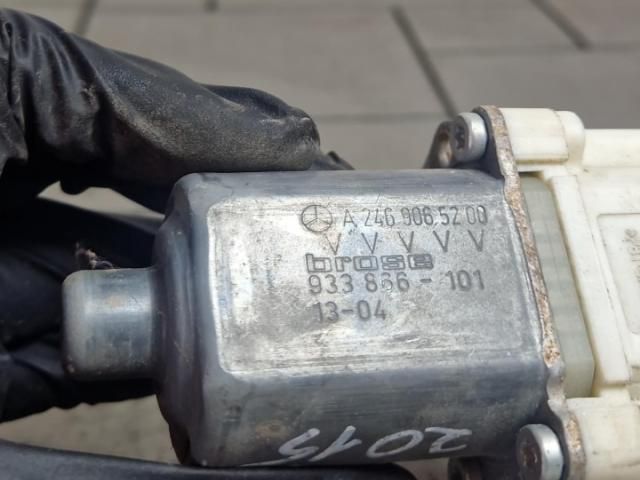 A 246 906 52 00
V V V V V
brose
933 866-101
13-04
2015